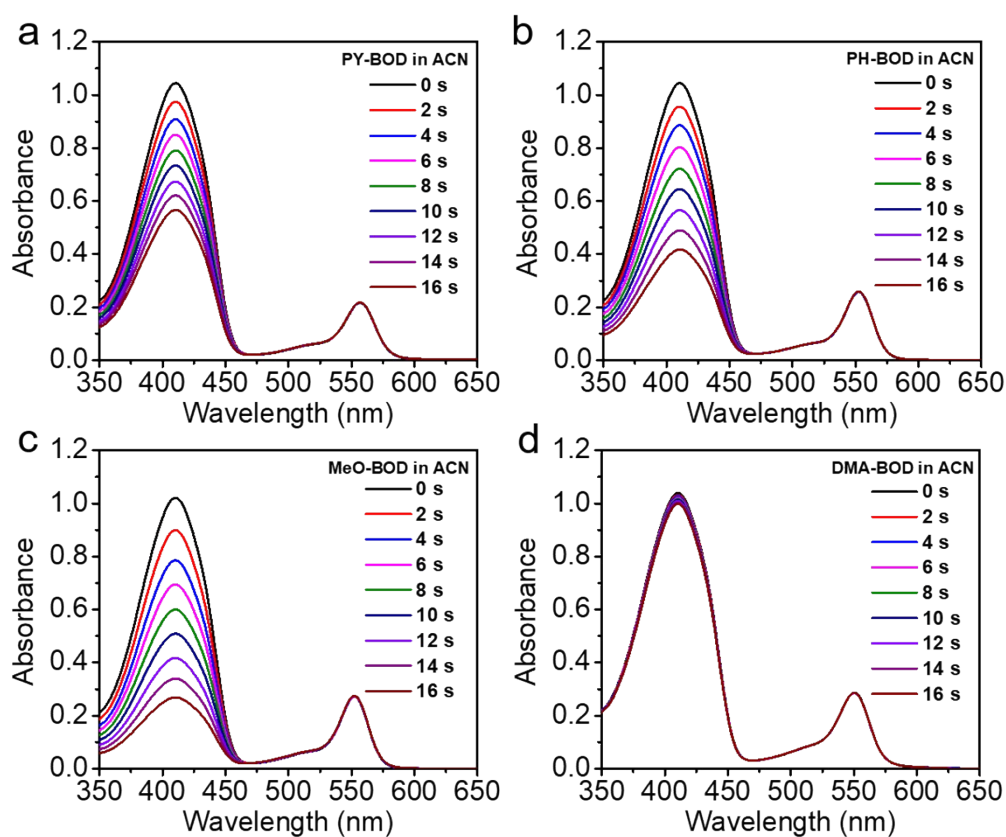 a
PY-BOD in ACN
0 s
2 s
4 s
6 s
8 s
10 s
12 s
14 s
16 s
1.2
1.0
0.8
0.6
0.4
0.2
0.0
Absorbance
350 400 450 500 550 600 650
Wavelength (nm)
b
PH-BOD in ACN
0 s
2 s
4 s
6 s
8 s
10 s
12 s
14 s
16 s
1.2
1.0
0.8
0.6
0.4
0.2
0.0
Absorbance
350 400 450 500 550 600 650
Wavelength (nm)
c
MeO-BOD in ACN
0 s
2 s
4 s
6 s
8 s
10 s
12 s
14 s
16 s
1.2
1.0
0.8
0.6
0.4
0.2
0.0
Absorbance
350 400 450 500 550 600 650
Wavelength (nm)
d
DMA-BOD in ACN
0 s
2 s
4 s
6 s
8 s
10 s
12 s
14 s
16 s
1.2
1.0
0.8
0.6
0.4
0.2
0.0
Absorbance
350 400 450 500 550 600 650
Wavelength (nm)